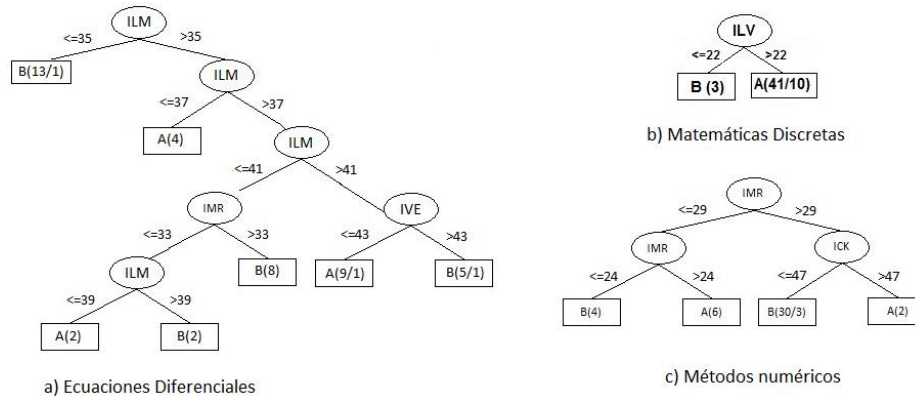 ILM
<=35
>35
B(13/1)
ILM
<=37
>37
A(4)
ILM
<=41
>41
IMR
IVE
<=33
>33
<=43
>43
ILM
B(8)
A(9/1)
B(5/1)
<=39
>39
A(2)
B(2)
a) Ecuaciones Diferenciales
ILV
<=22
>22
B (3)
A(41/10)
b) Matemáticas Discretas
IMR
<=29
>29
IMR
ICK
<=24
>24
<=47
>47
B(4)
A(6)
B(30/3)
A(2)
c) Métodos numéricos